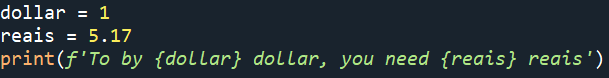 dollar = 1
reais = 5.17
print(f'To by {dollar} dollar, you need {reais} reais')